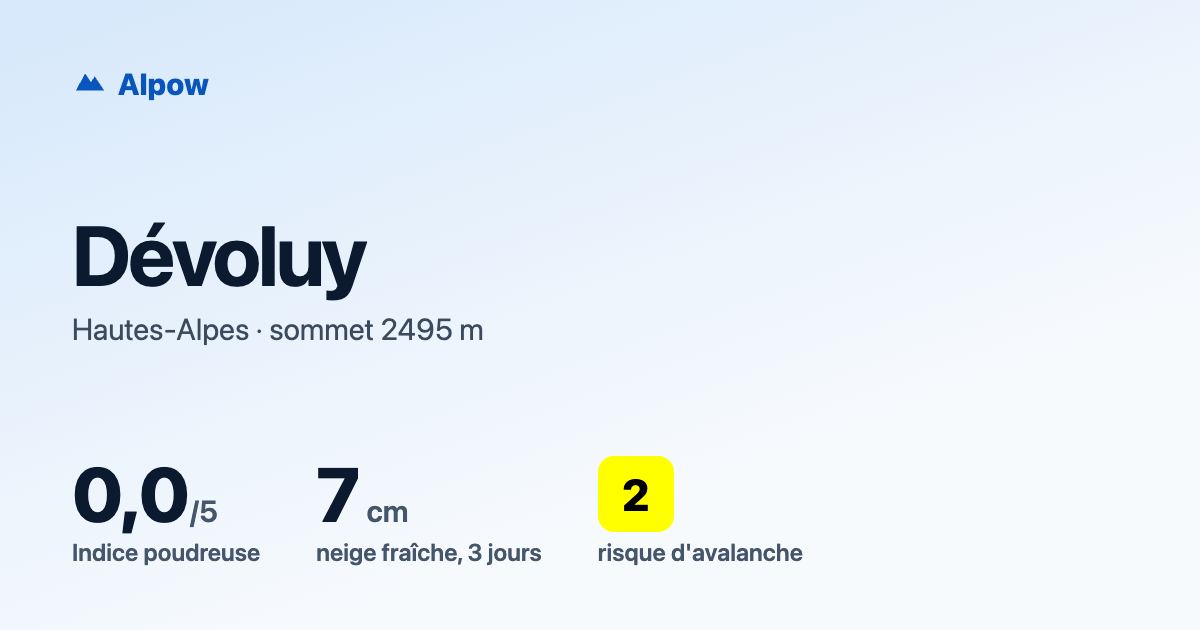 Alpow
Dévoluy
Hautes-Alpes · sommet 2495 m
0,0/5
Indice poudreuse
7 cm
neige fraîche, 3 jours
2
risque d'avalanche